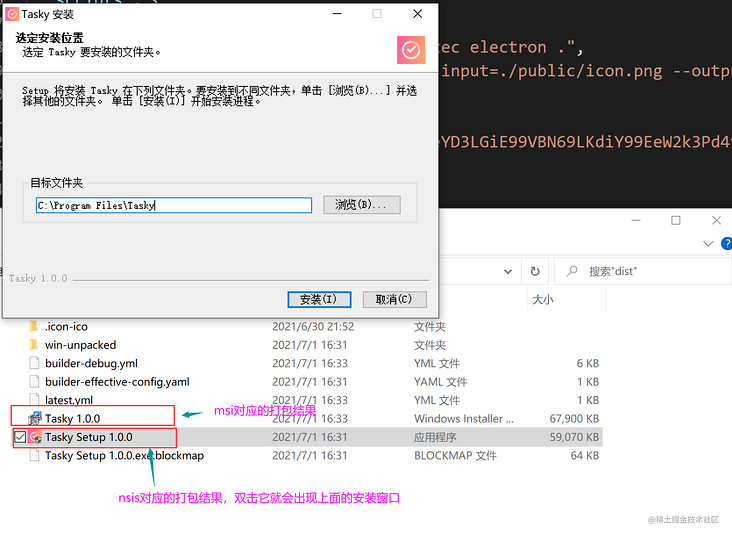 Tasky 安装
选定安装位置
选定 Tasky 要安装的文件夹。
Setup 将安装 Tasky 在下列文件夹。要安装到不同文件夹，单击 [浏览(B)...] 并选
择其他的文件夹。 单击 [安装(I)] 开始安装进程。
目标文件夹
C:\Program Files\Tasky
浏览(B)...
Tasky 1.0.0
安装(I)
取消(C)
ec electron .",
input=./public/icon.png --outpu
YD3LGiE99VBN69LKdiY99EeW2k3Pd4
搜索"dist"
大小
.icon-ico 2021/6/30 21:52 文件夹
win-unpacked 2021/7/1 16:31 文件夹
builder-debug.yml 2021/7/1 16:33 YML 文件 6 KB
builder-effective-config.yaml 2021/7/1 16:31 YAML 文件 1 KB
latest.yml 2021/7/1 16:33 YML 文件 1 KB
msi对应的打包结果
Tasky 1.0.0 2021/7/1 16:33 Windows Installer ... 67,900 KB
Tasky Setup 1.0.0 2021/7/1 16:31 应用程序 59,070 KB
Tasky Setup 1.0.0.exe.blockmap 2021/7/1 16:31 BLOCKMAP 文件 64 KB
nsis对应的打包结果，双击它就会出现上面的安装窗口
@稀土掘金技术社区